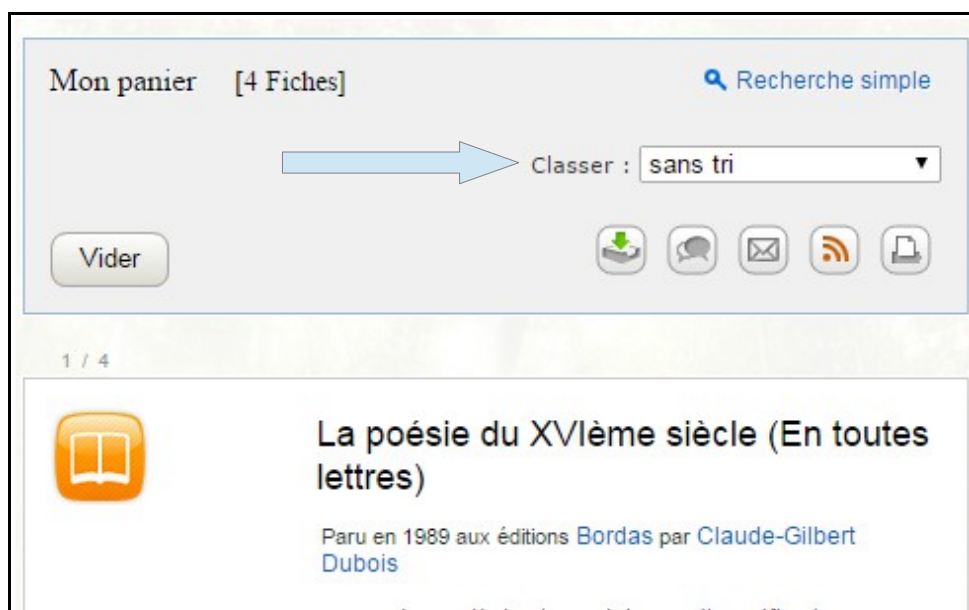 Mon panier [4 Fiches]
Recherche simple
Classer : sans tri
Vider
1 / 4
La poésie du XVIème siècle (En toutes
lettres)
Paru en 1989 aux éditions Bordas par Claude-Gilbert
Dubois